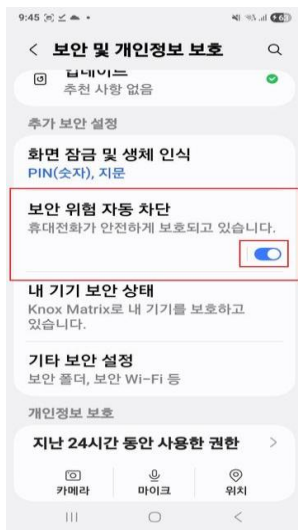 9:45
보안 및 개인정보 보호
업데이트
추천 사항 없음
추가 보안 설정
화면 잠금 및 생체 인식
PIN(숫자), 지문
보안 위험 자동 차단
휴대전화가 안전하게 보호되고 있습니다.
내 기기 보안 상태
Knox Matrix로 내 기기를 보호하고
있습니다.
기타 보안 설정
보안 폴더, 보안 Wi-Fi 등
개인정보 보호
지난 24시간 동안 사용한 권한
카메라
마이크
위치